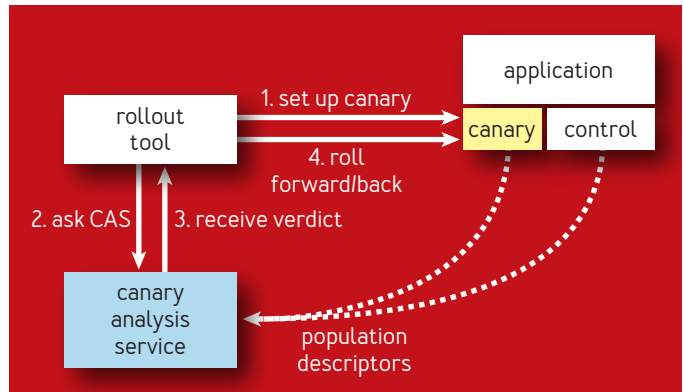 application
1. set up canary
rollout
tool
canary
control
4. roll
forward/back
2. ask CAS
3. receive verdict
canary
analysis
service
population
descriptors